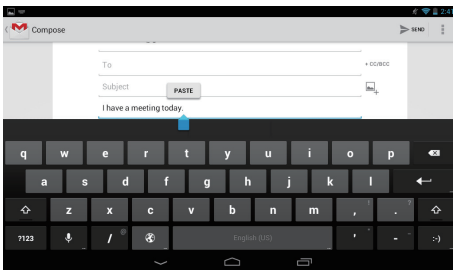 2:41
Compose
SEND
To
+ CC/BCC
Subject
PASTE
I have a meeting today.
q w e r t y u i o p
a s d f g h j k l
z x c v b n m , ! . ?
?123 / @ English (US) ' " - _ :-)